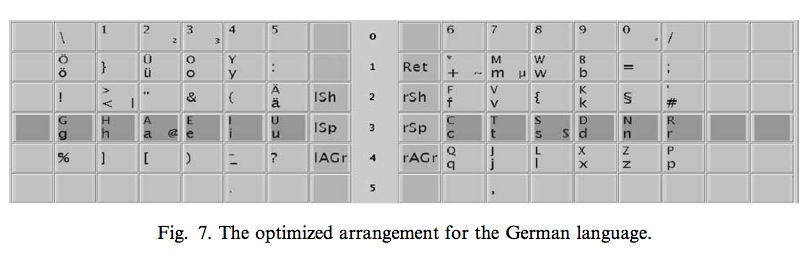 \ 1 2 2 3 3 4 5 0 6 7 8 9 0 ° /
Ö ö } Ü ü O o Y y : 1 Ret * + ~ M m µ W w B b = ;
! > < | " & ( Ä ä lSh 2 rSh F f V v { K k § ' #
G g H h A a @ E e I i U u lSp 3 rSp C c T t S s S D d N n R r
% ] [ ) _ - ? lAGr 4 rAGr Q q J j L l X x Z z P p
. 5 ,
Fig. 7. The optimized arrangement for the German language.